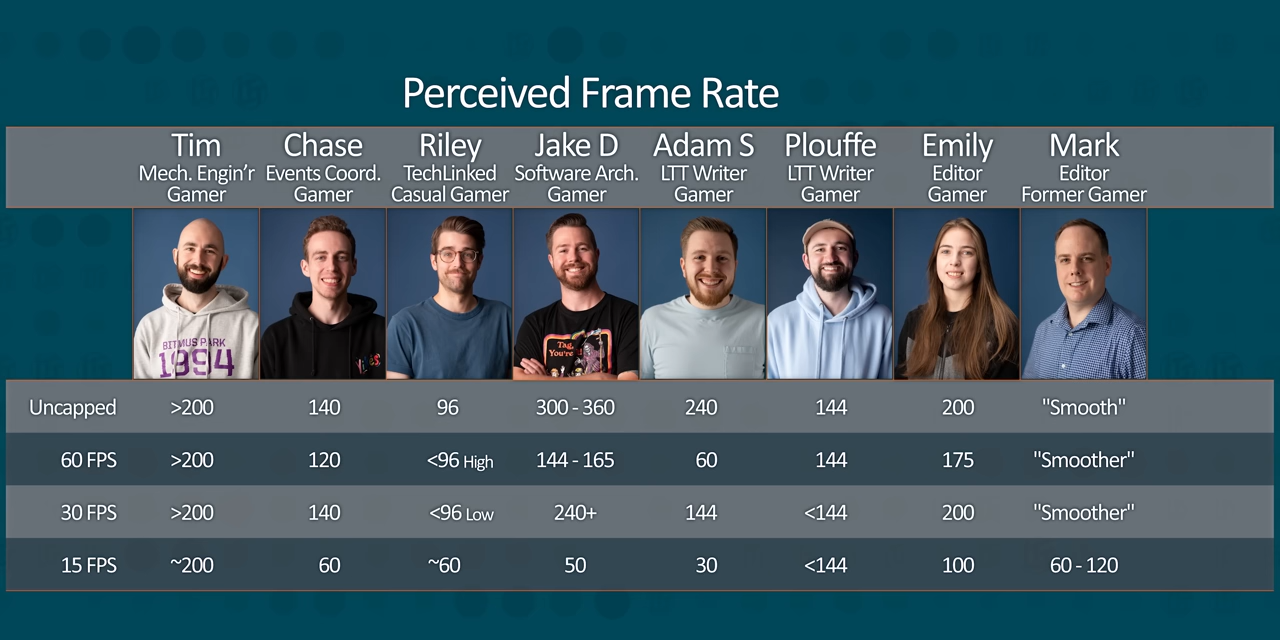 Perceived Frame Rate
Tim Chase Riley Jake D Adam S Plouffe Emily Mark
Mech. Engin'r Events Coord. TechLinked Software Arch. LTT Writer LTT Writer Editor Editor
Gamer Gamer Casual Gamer Gamer Gamer Gamer Gamer Former Gamer
1994
Tag,
You're
Uncapped >200 140 96 300 - 360 240 144 200 "Smooth"
60 FPS >200 120 <96 High 144 - 165 60 144 175 "Smoother"
30 FPS >200 140 <96 Low 240+ 144 <144 200 "Smoother"
15 FPS ~200 60 ~60 50 30 <144 100 60 - 120